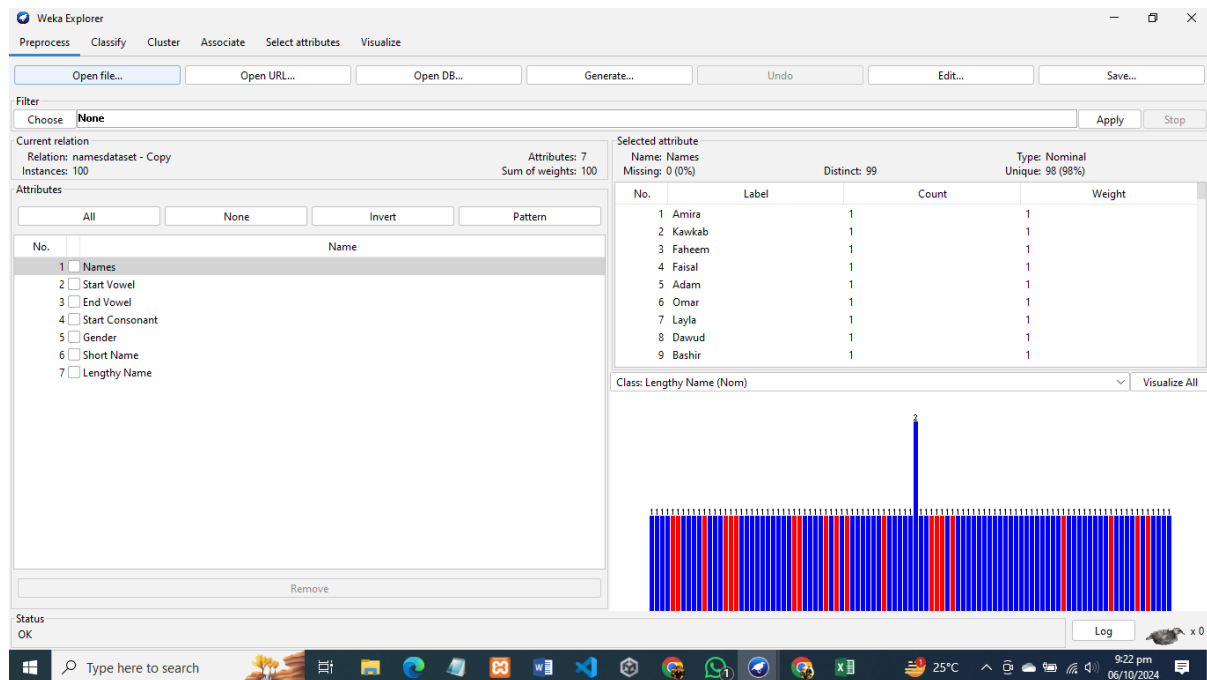 Weka Explorer
Preprocess Classify Cluster Associate Select attributes Visualize
Open file... Open URL... Open DB... Generate... Undo Edit... Save...
Filter
Choose None Apply Stop
Current relation
Relation: namesdataset - Copy Attributes: 7
Instances: 100 Sum of weights: 100
Attributes
All None Invert Pattern
No. Name
1 Names
2 Start Vowel
3 End Vowel
4 Start Consonant
5 Gender
6 Short Name
7 Lengthy Name
Remove
Selected attribute
Name: Names Type: Nominal
Missing: 0 (0%) Distinct: 99 Unique: 98 (98%)
No. Label Count Weight
1 Amira 1 1
2 Kawkab 1 1
3 Faheem 1 1
4 Faisal 1 1
5 Adam 1 1
6 Omar 1 1
7 Layla 1 1
8 Dawud 1 1
9 Bashir 1 1
Class: Lengthy Name (Nom) Visualize All
2
Status
OK Log x 0
Type here to search 25°C 9:22 pm
06/10/2024